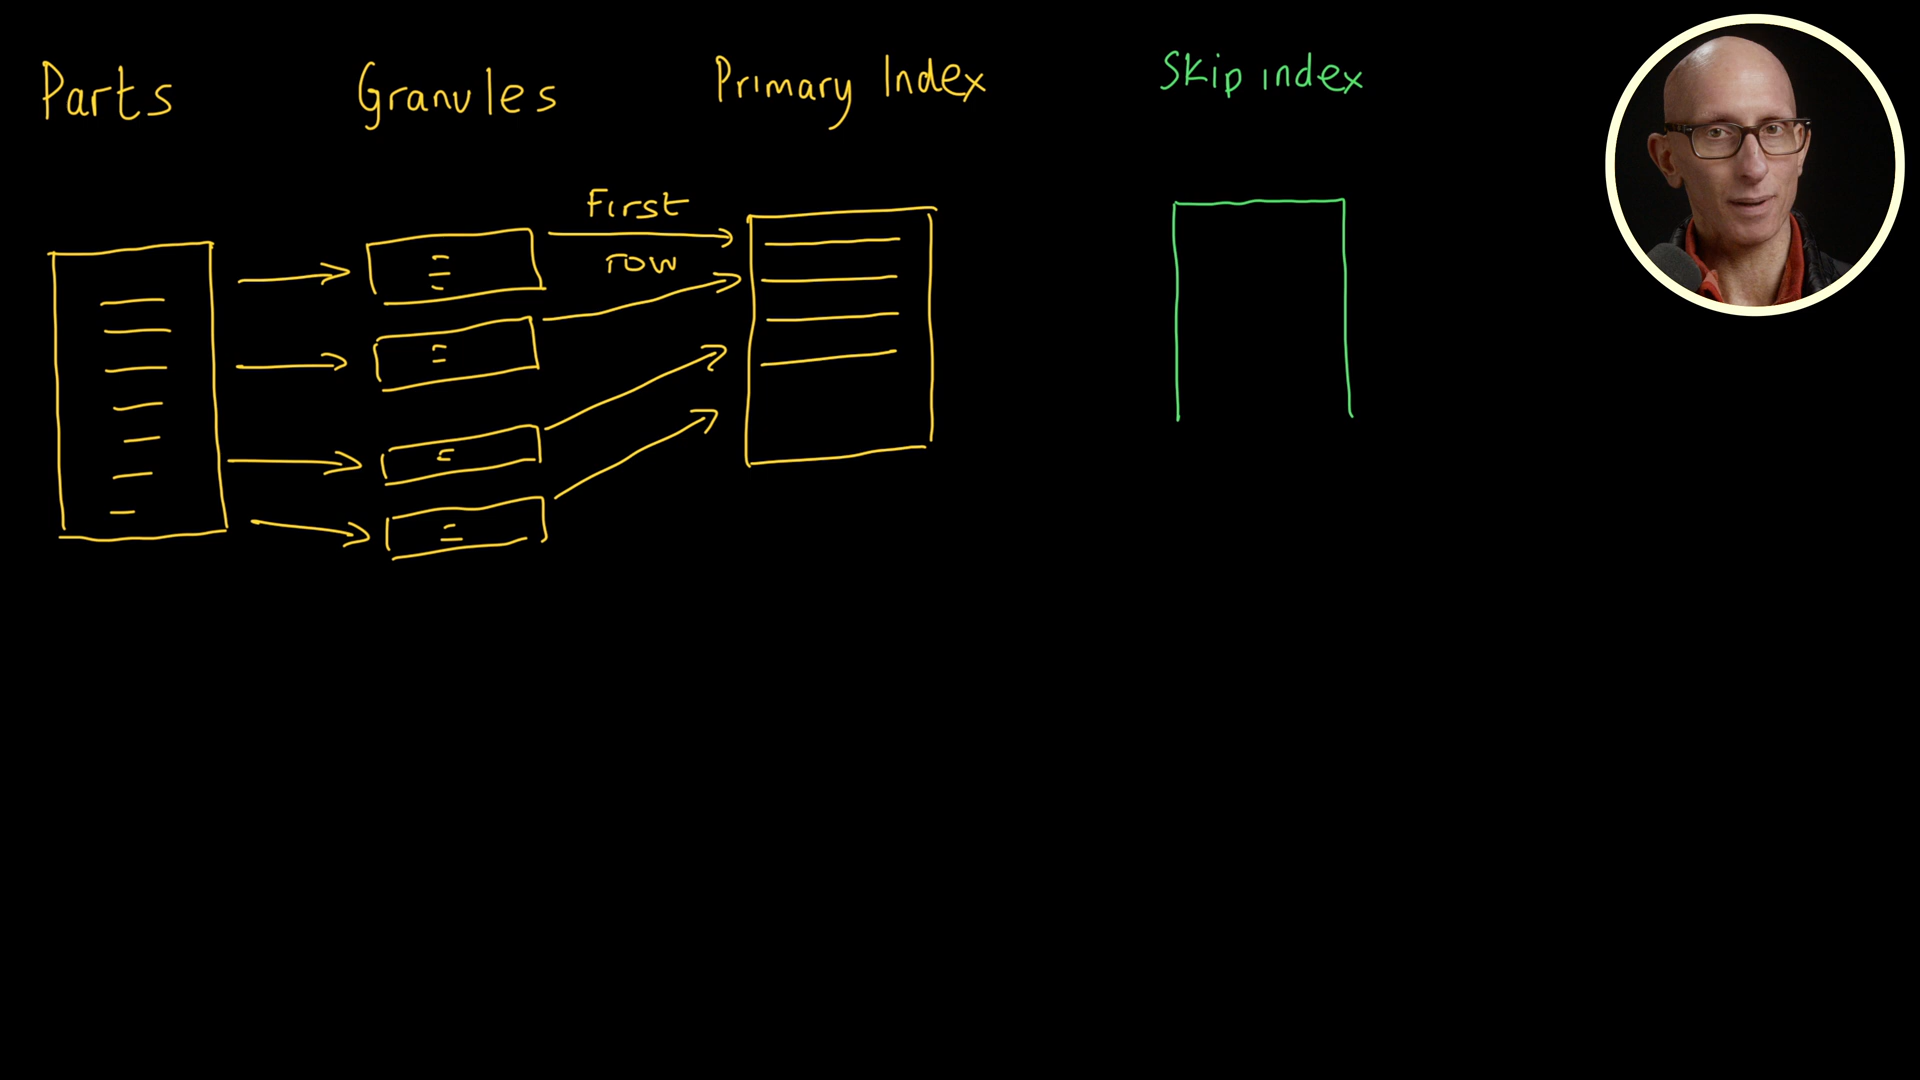 Parts
Granules
Primary Index
Skip index
First
row